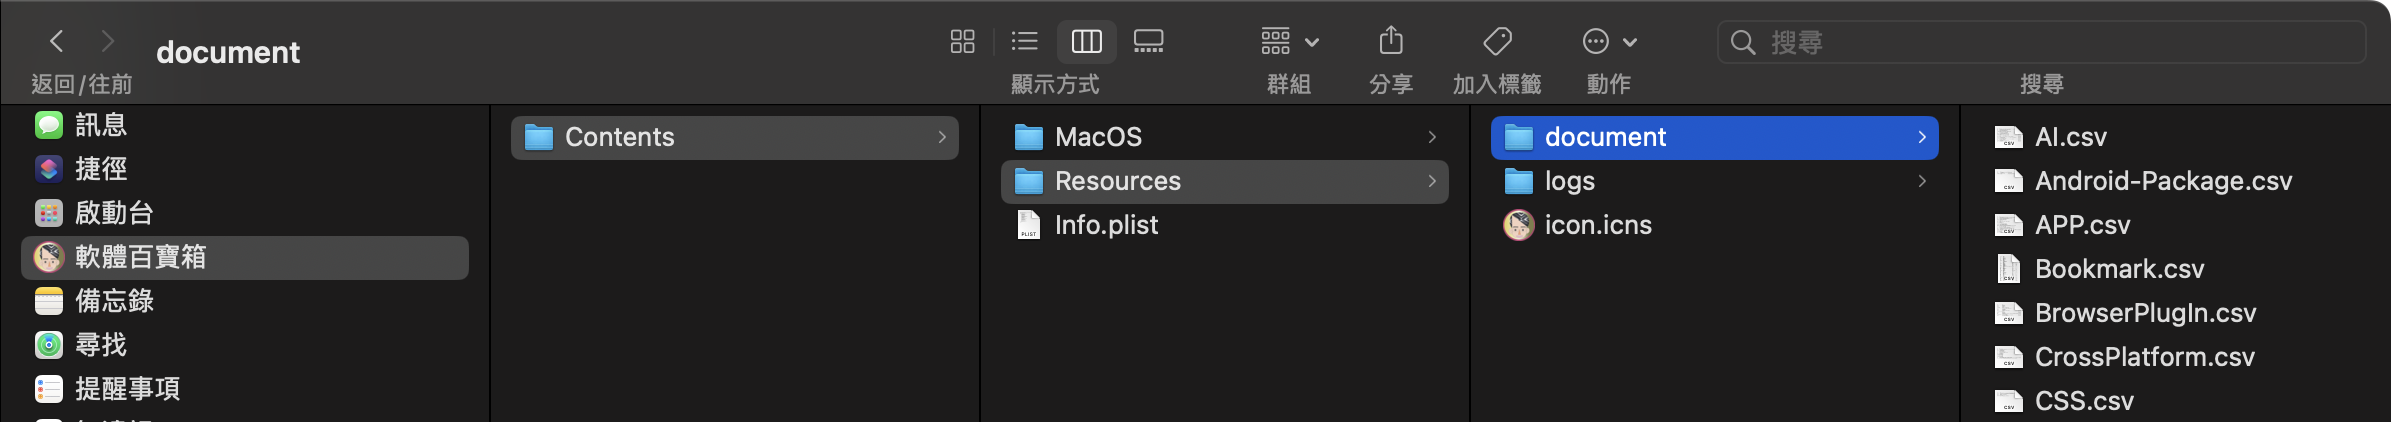 document
返回/往前
顯示方式
群組
分享
加入標籤
動作
搜尋
搜尋
訊息
捷徑
啟動台
軟體百寶箱
備忘錄
尋找
提醒事項
Contents
MacOS
Resources
Info.plist
document
logs
icon.icns
AI.csv
Android-Package.csv
APP.csv
Bookmark.csv
BrowserPlugIn.csv
CrossPlatform.csv
CSS.csv